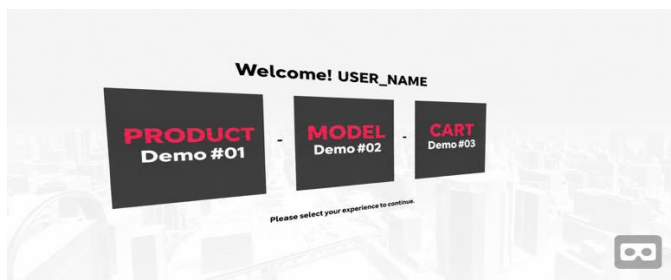 Welcome! USER_NAME
PRODUCT
Demo #01
-
MODEL
Demo #02
-
CART
Demo #03
Please select your experience to continue.